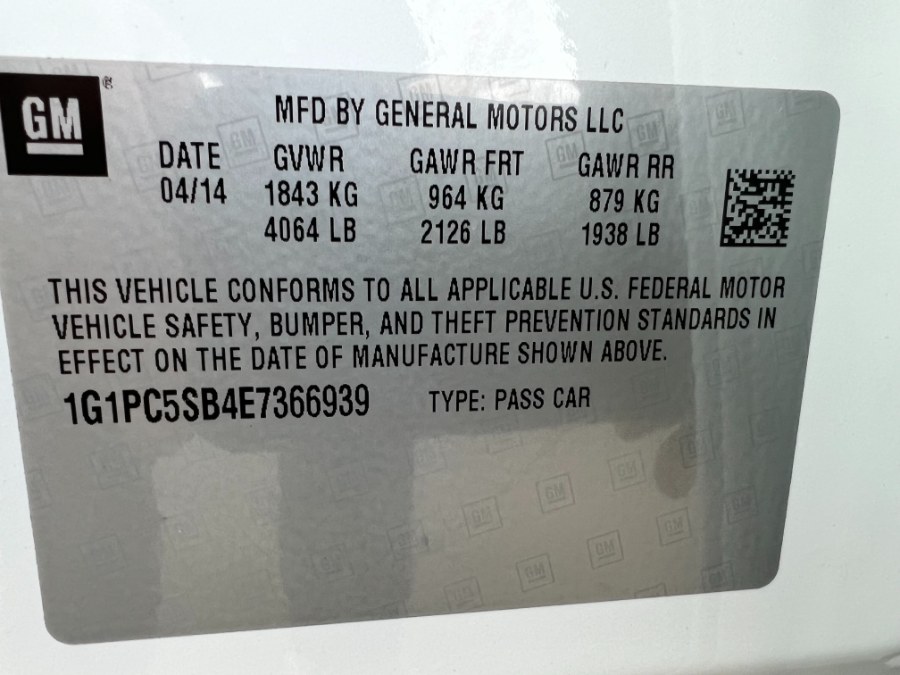 GM
MFD BY GENERAL MOTORS LLC
DATE GVWR GAWR FRT GAWR RR
04/14 1843 KG 964 KG 879 KG
4064 LB 2126 LB 1938 LB
THIS VEHICLE CONFORMS TO ALL APPLICABLE U.S. FEDERAL MOTOR
VEHICLE SAFETY, BUMPER, AND THEFT PREVENTION STANDARDS IN
EFFECT ON THE DATE OF MANUFACTURE SHOWN ABOVE.
1G1PC5SB4E7366939 TYPE: PASS CAR